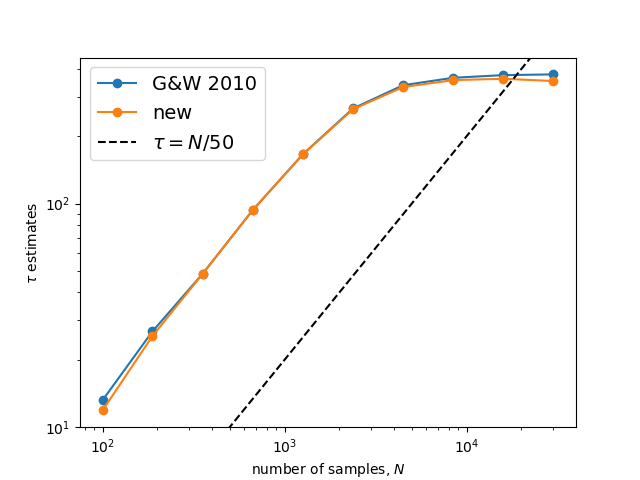 G&W 2010
new
τ = N/50
10²
10¹
τ estimates
10² 10³ 10⁴
number of samples, N